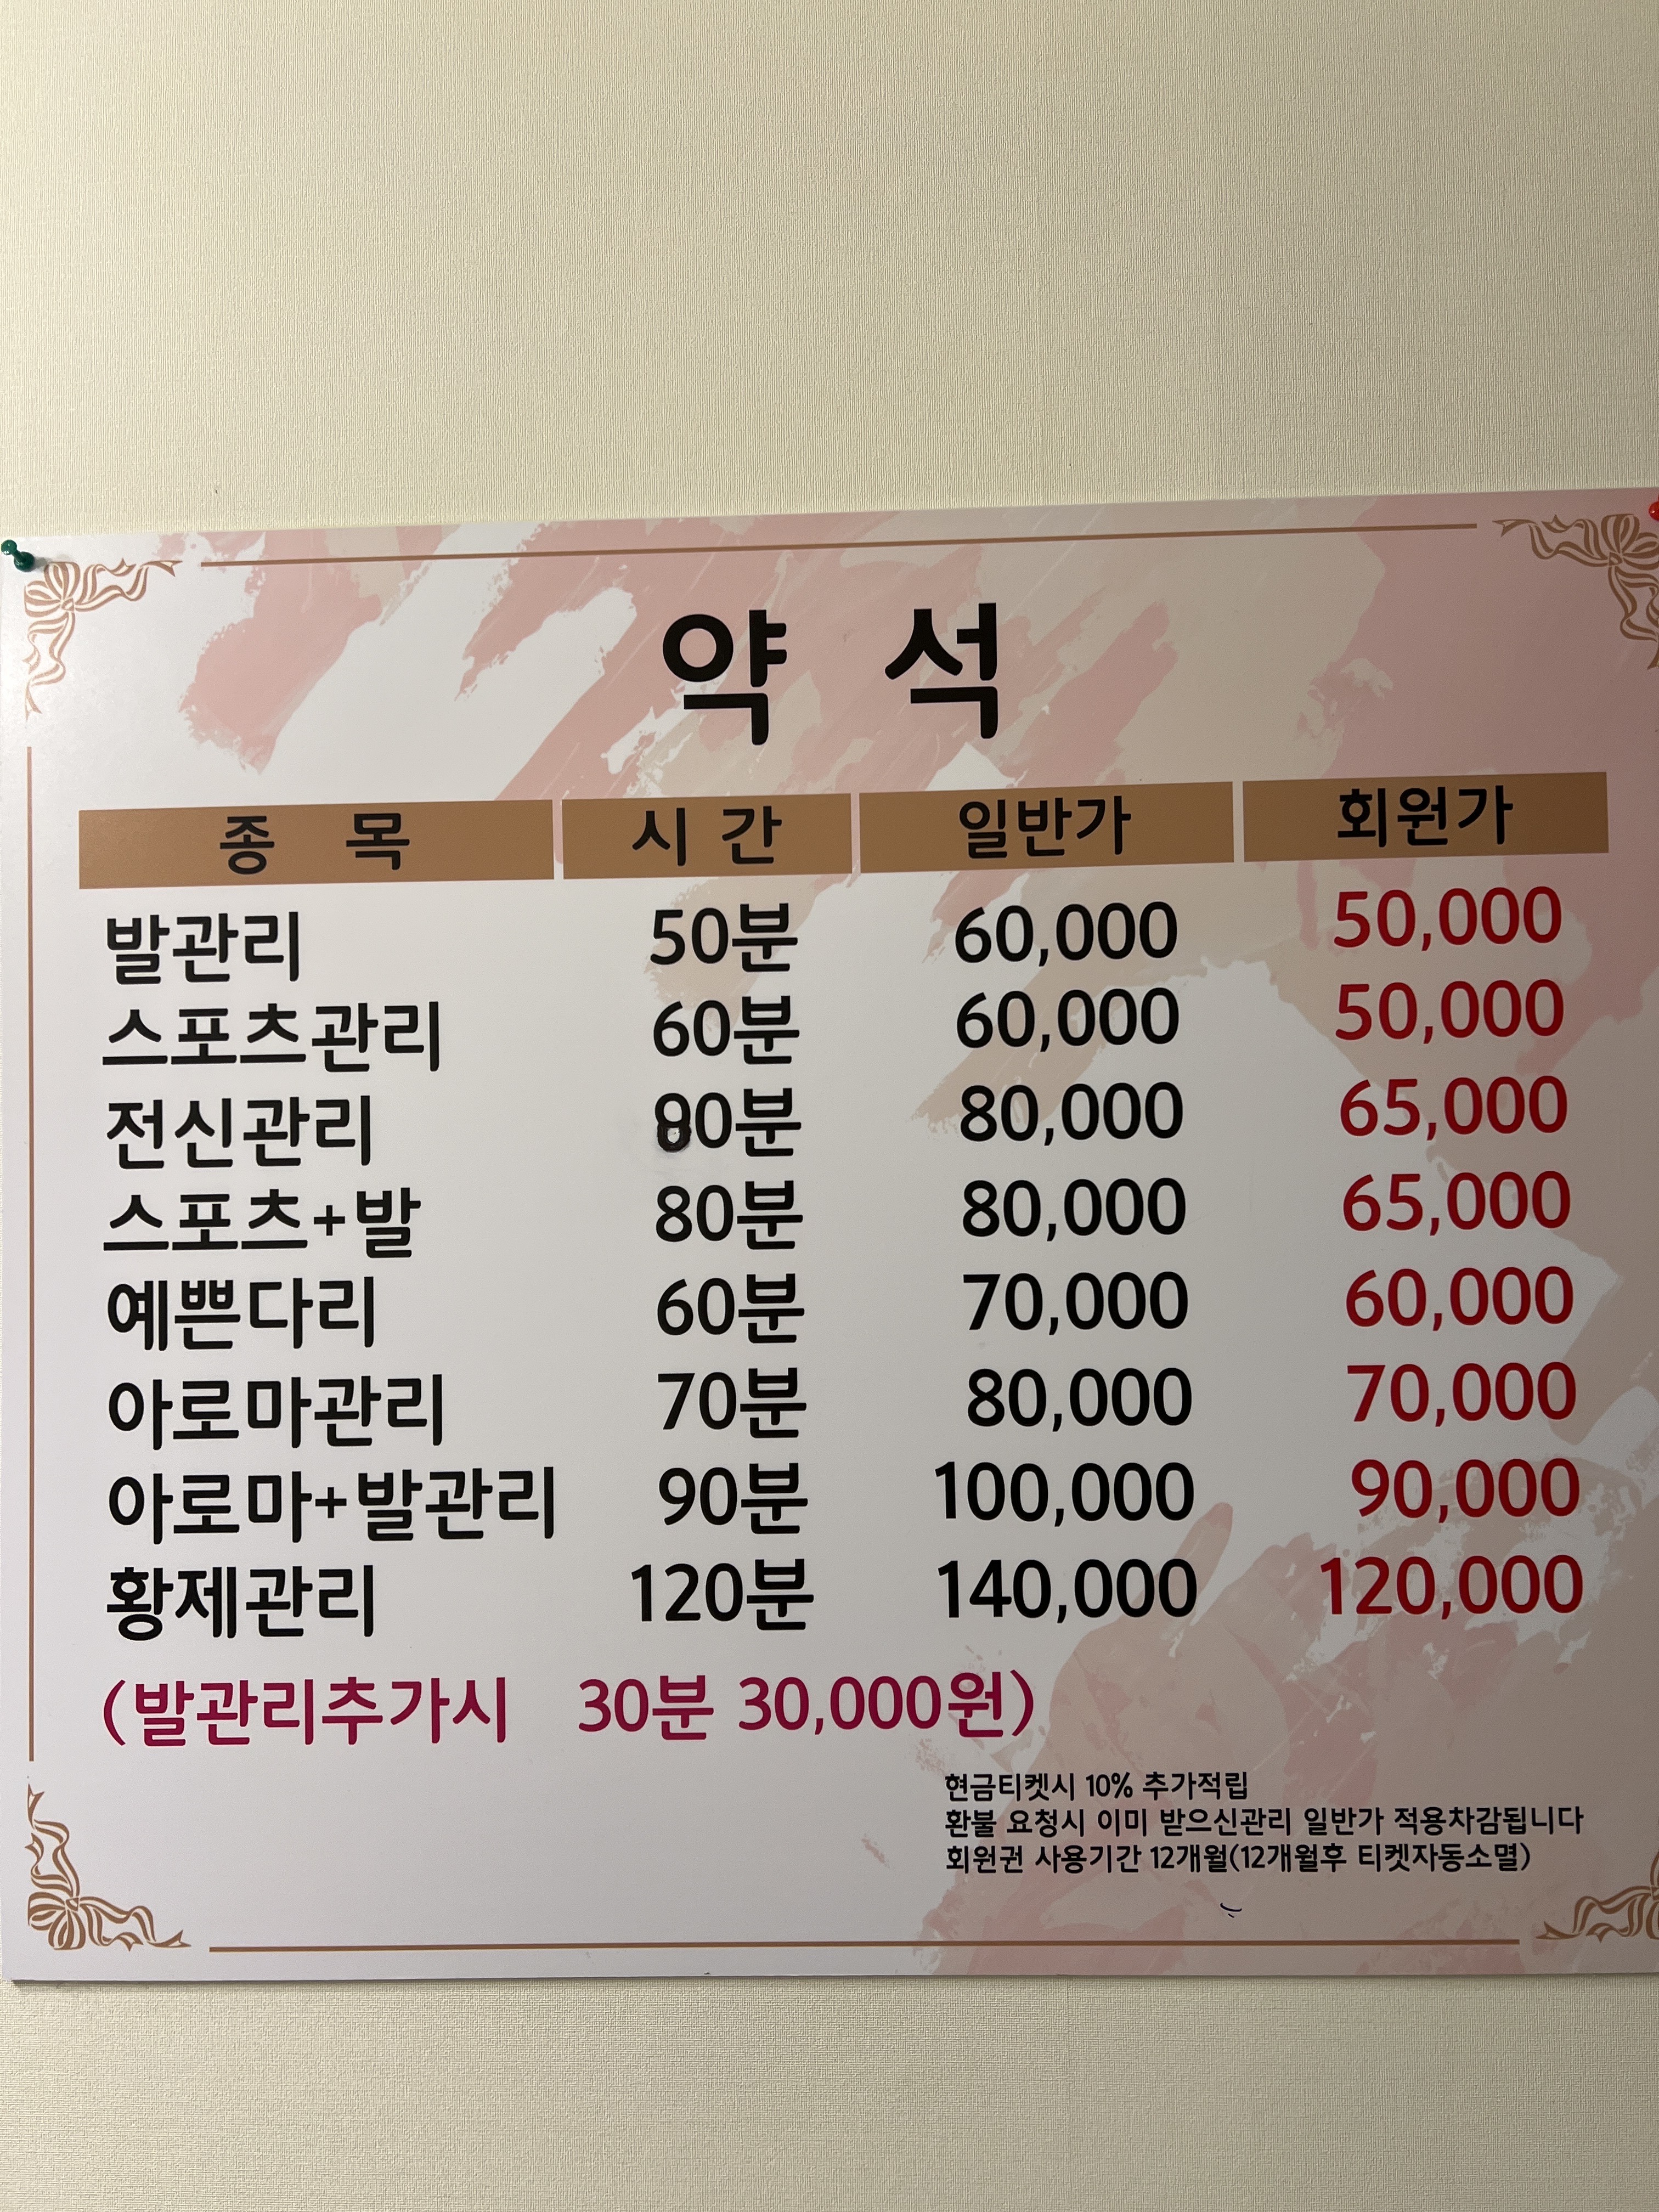 약 석
종 목 시 간 일반가 회원가
발관리 50분 60,000 50,000
스포츠관리 60분 60,000 50,000
전신관리 80분 80,000 65,000
스포츠+발 80분 80,000 65,000
예쁜다리 60분 70,000 60,000
아로마관리 70분 80,000 70,000
아로마+발관리 90분 100,000 90,000
황제관리 120분 140,000 120,000
(발관리추가시 30분 30,000원)
현금티켓시 10% 추가적립
환불 요청시 이미 받으신관리 일반가 적용차감됩니다
회원권 사용기간 12개월(12개월후 티켓자동소멸)